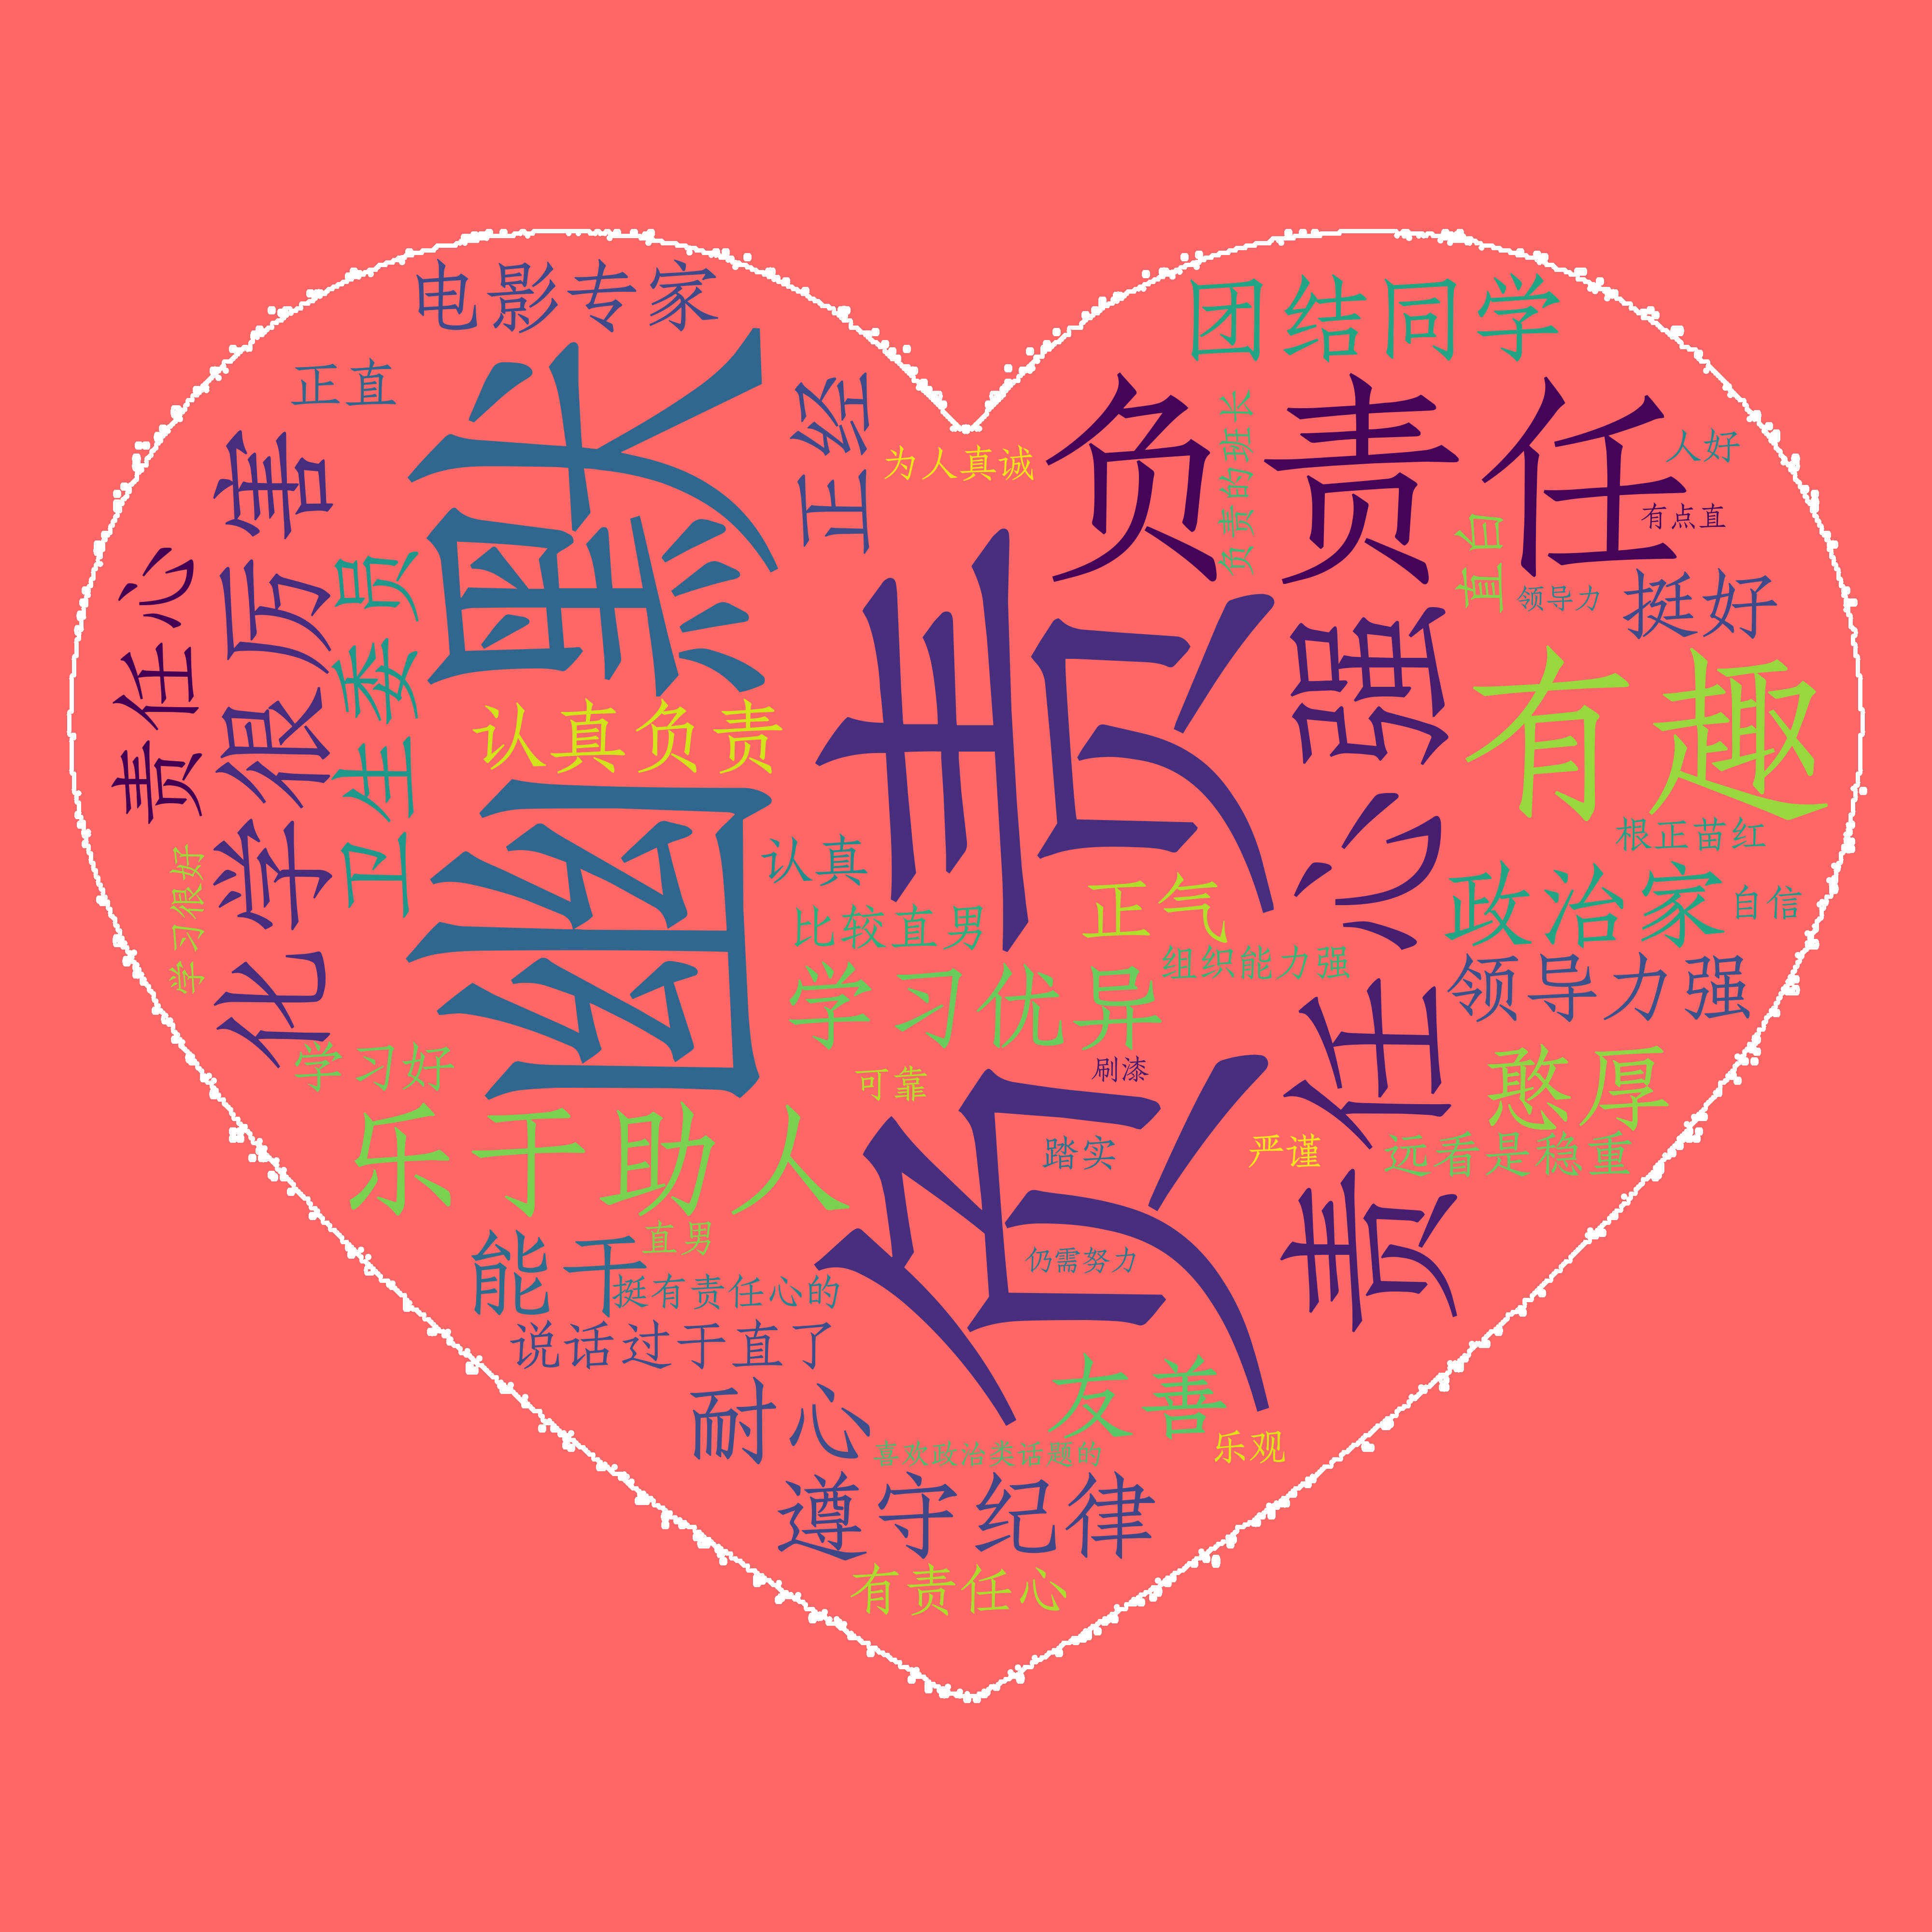 电影专家
团结同学
正直
正经
负责任
为人真诚
负责的班长
人好
有点直
直白
领导力
挺好
幽默
化学很厉害
责任心
卫生委员
认真负责
负责
责任心强
有趣
根正苗红
学习很好
认真
比较直男
正气
政治家
自信
组织能力强
领导力强
学习优异
学习好
可靠
刷漆
憨厚
乐于助人
踏实
严谨
远看是稳重
能干
直男
仍需努力
挺有责任心的
说话过于直了
耐心
友善
喜欢政治类话题的
乐观
遵守纪律
有责任心